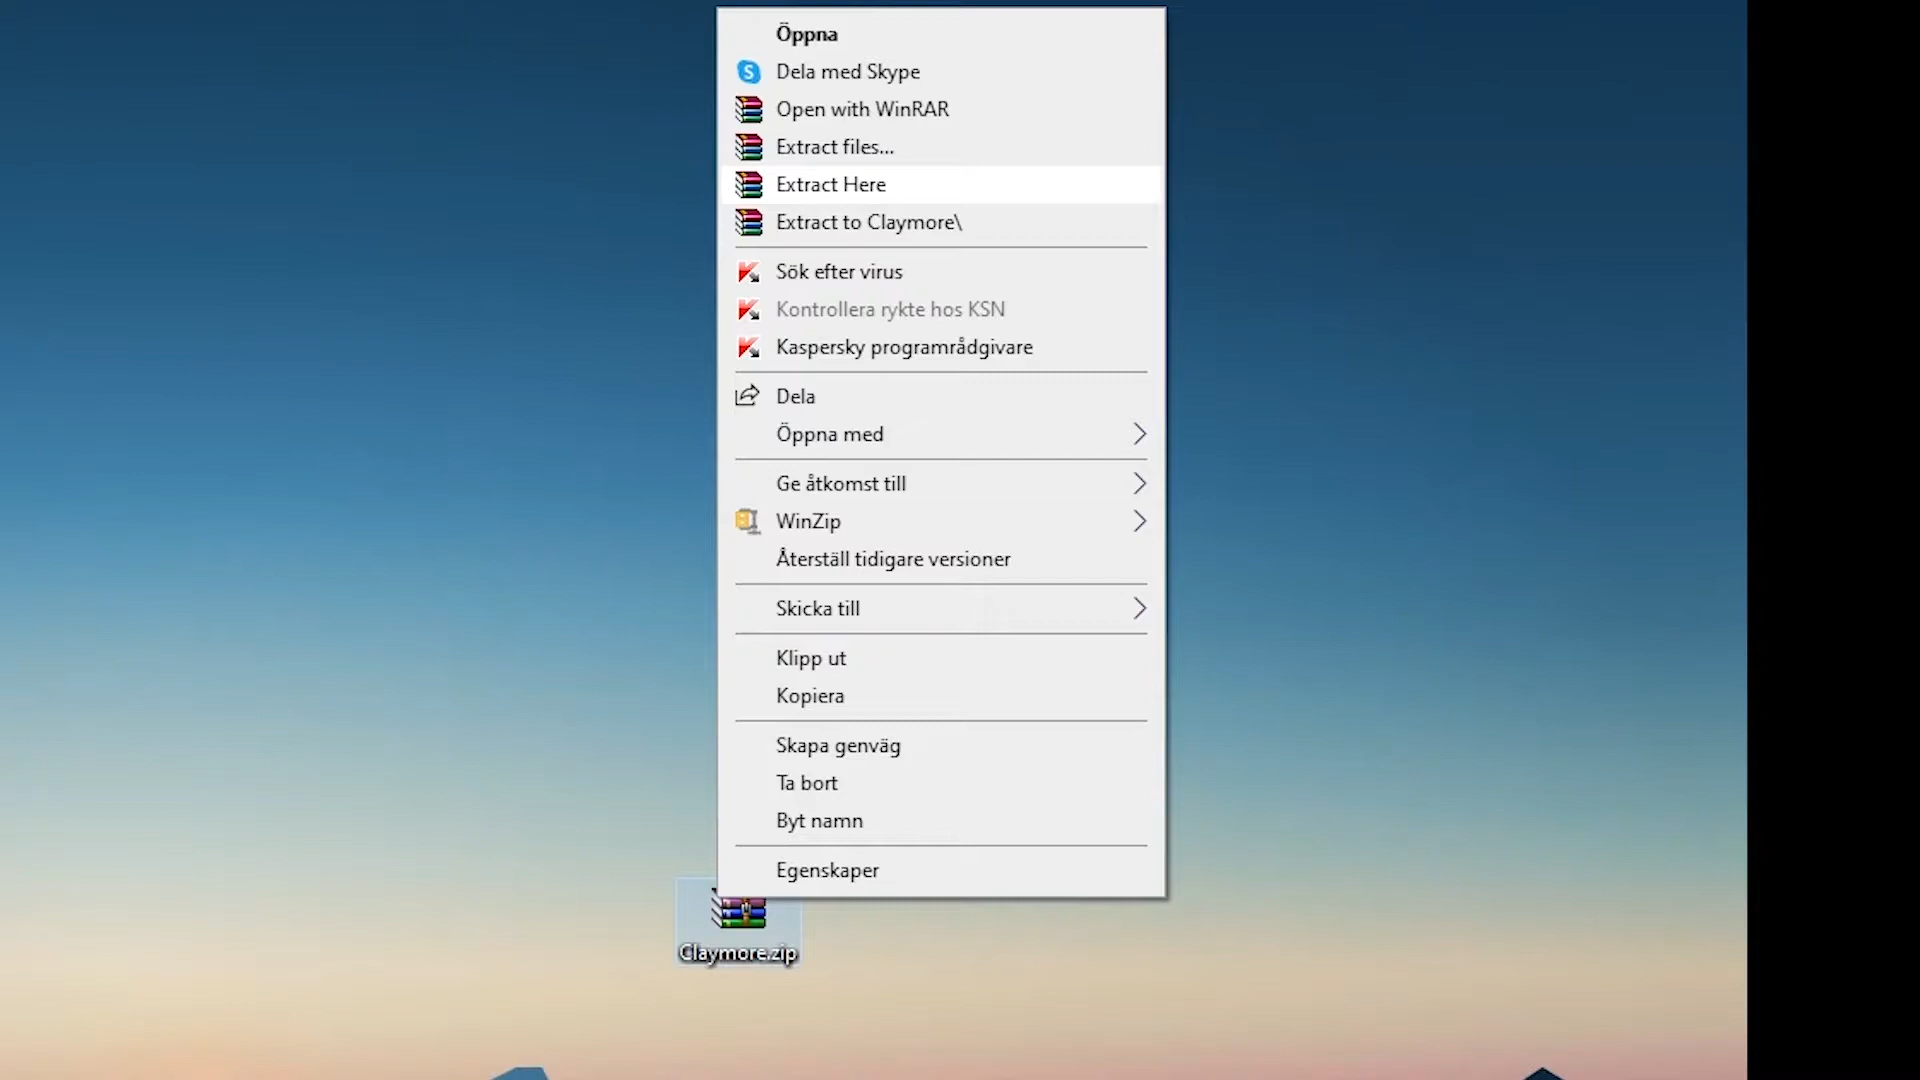 Öppna
Dela med Skype
Open with WinRAR
Extract files...
Extract Here
Extract to Claymore\
Sök efter virus
Kontrollera rykte hos KSN
Kaspersky programrådgivare
Dela
Öppna med
Ge åtkomst till
WinZip
Återställ tidigare versioner
Skicka till
Klipp ut
Kopiera
Skapa genväg
Ta bort
Byt namn
Egenskaper
Claymore.zip